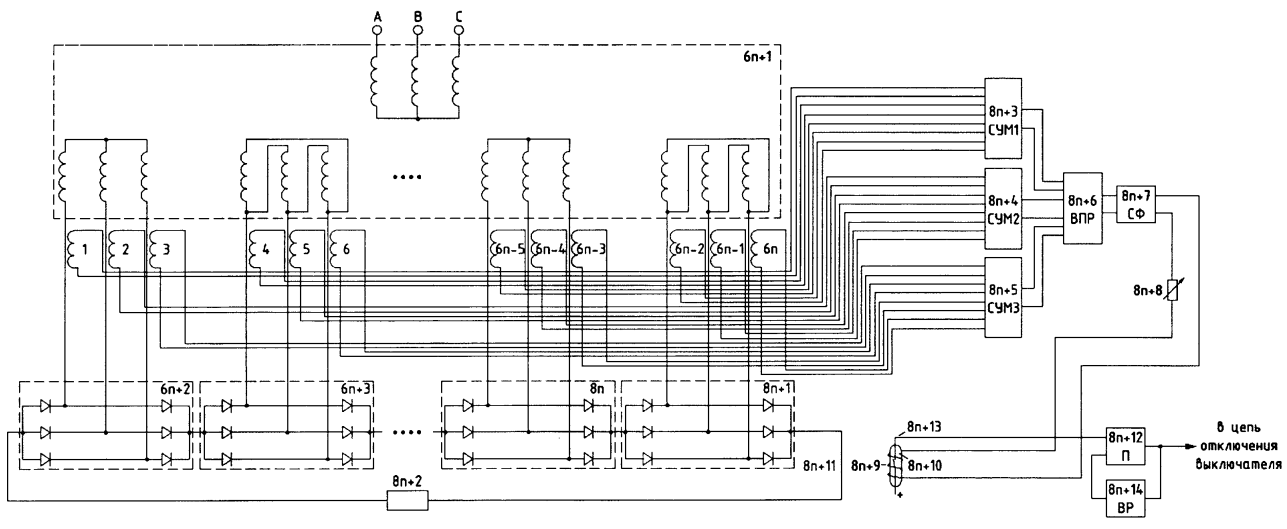 A B C
6n+1
8n+3
СУМ1
8n+4
СУМ2
8n+5
СУМ3
8n+6
ВПР
8n+7
СФ
8n+8
1 2 3 4 5 6 6n-5 6n-4 6n-3 6n-2 6n-1 6n
6n+2 6n+3 8n 8n+1
8n+11
8n+2
8n+13
8n+9 8n+10
+
8n+12
П
8n+14
ВР
в цепь
отключения
выключателя